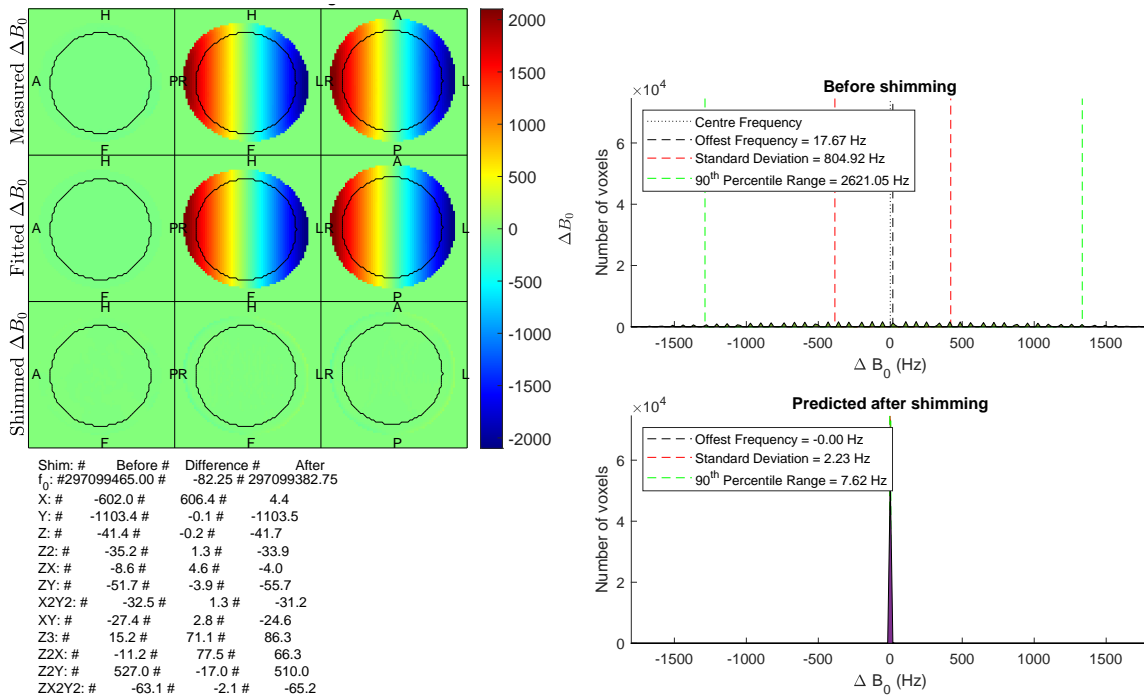 H
H
A
Measured ΔB₀
A
PR
LR
L
F
F
P
H
H
A
Fitted ΔB₀
A
PR
LR
L
F
F
P
H
H
A
Shimmed ΔB₀
A
PR
LR
L
F
F
P
2000
1500
1000
500
0
-500
-1000
-1500
-2000
ΔB₀
Shim: # Before # Difference # After
f₀: #297099465.00 # -82.25 # 297099382.75
X: # -602.0 # 606.4 # 4.4
Y: # -1103.4 # -0.1 # -1103.5
Z: # -41.4 # -0.2 # -41.7
Z2: # -35.2 # 1.3 # -33.9
ZX: # -8.6 # 4.6 # -4.0
ZY: # -51.7 # -3.9 # -55.7
X2Y2: # -32.5 # 1.3 # -31.2
XY: # -27.4 # 2.8 # -24.6
Z3: # 15.2 # 71.1 # 86.3
Z2X: # -11.2 # 77.5 # 66.3
Z2Y: # 527.0 # -17.0 # 510.0
ZX2Y2: # -63.1 # -2.1 # -65.2
Before shimming
×10⁴
Centre Frequency
Offest Frequency = 17.67 Hz
Standard Deviation = 804.92 Hz
90th Percentile Range = 2621.05 Hz
6
4
2
0
Number of voxels
-1500 -1000 -500 0 500 1000 1500
Δ B₀ (Hz)
Predicted after shimming
×10⁴
Offest Frequency = -0.00 Hz
Standard Deviation = 2.23 Hz
90th Percentile Range = 7.62 Hz
6
4
2
0
Number of voxels
-1500 -1000 -500 0 500 1000 1500
Δ B₀ (Hz)